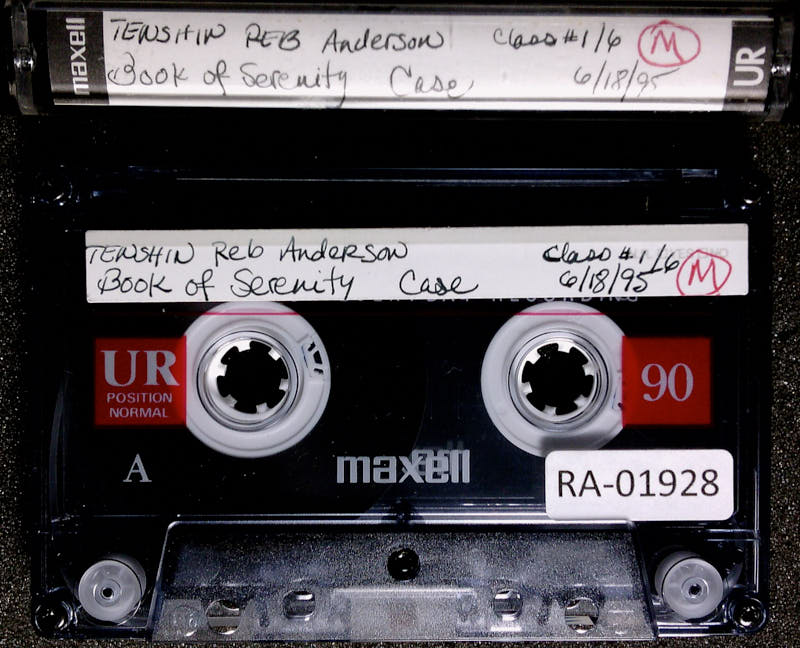 maxell
TENSHIN REB Anderson Class #1/6 M
Book of Serenity Case 6/18/95
UR
TENSHIN Reb Anderson Class #1/6 M
Book of Serenity Case 6/18/95
UR
POSITION
NORMAL
90
A
maxell
RA-01928